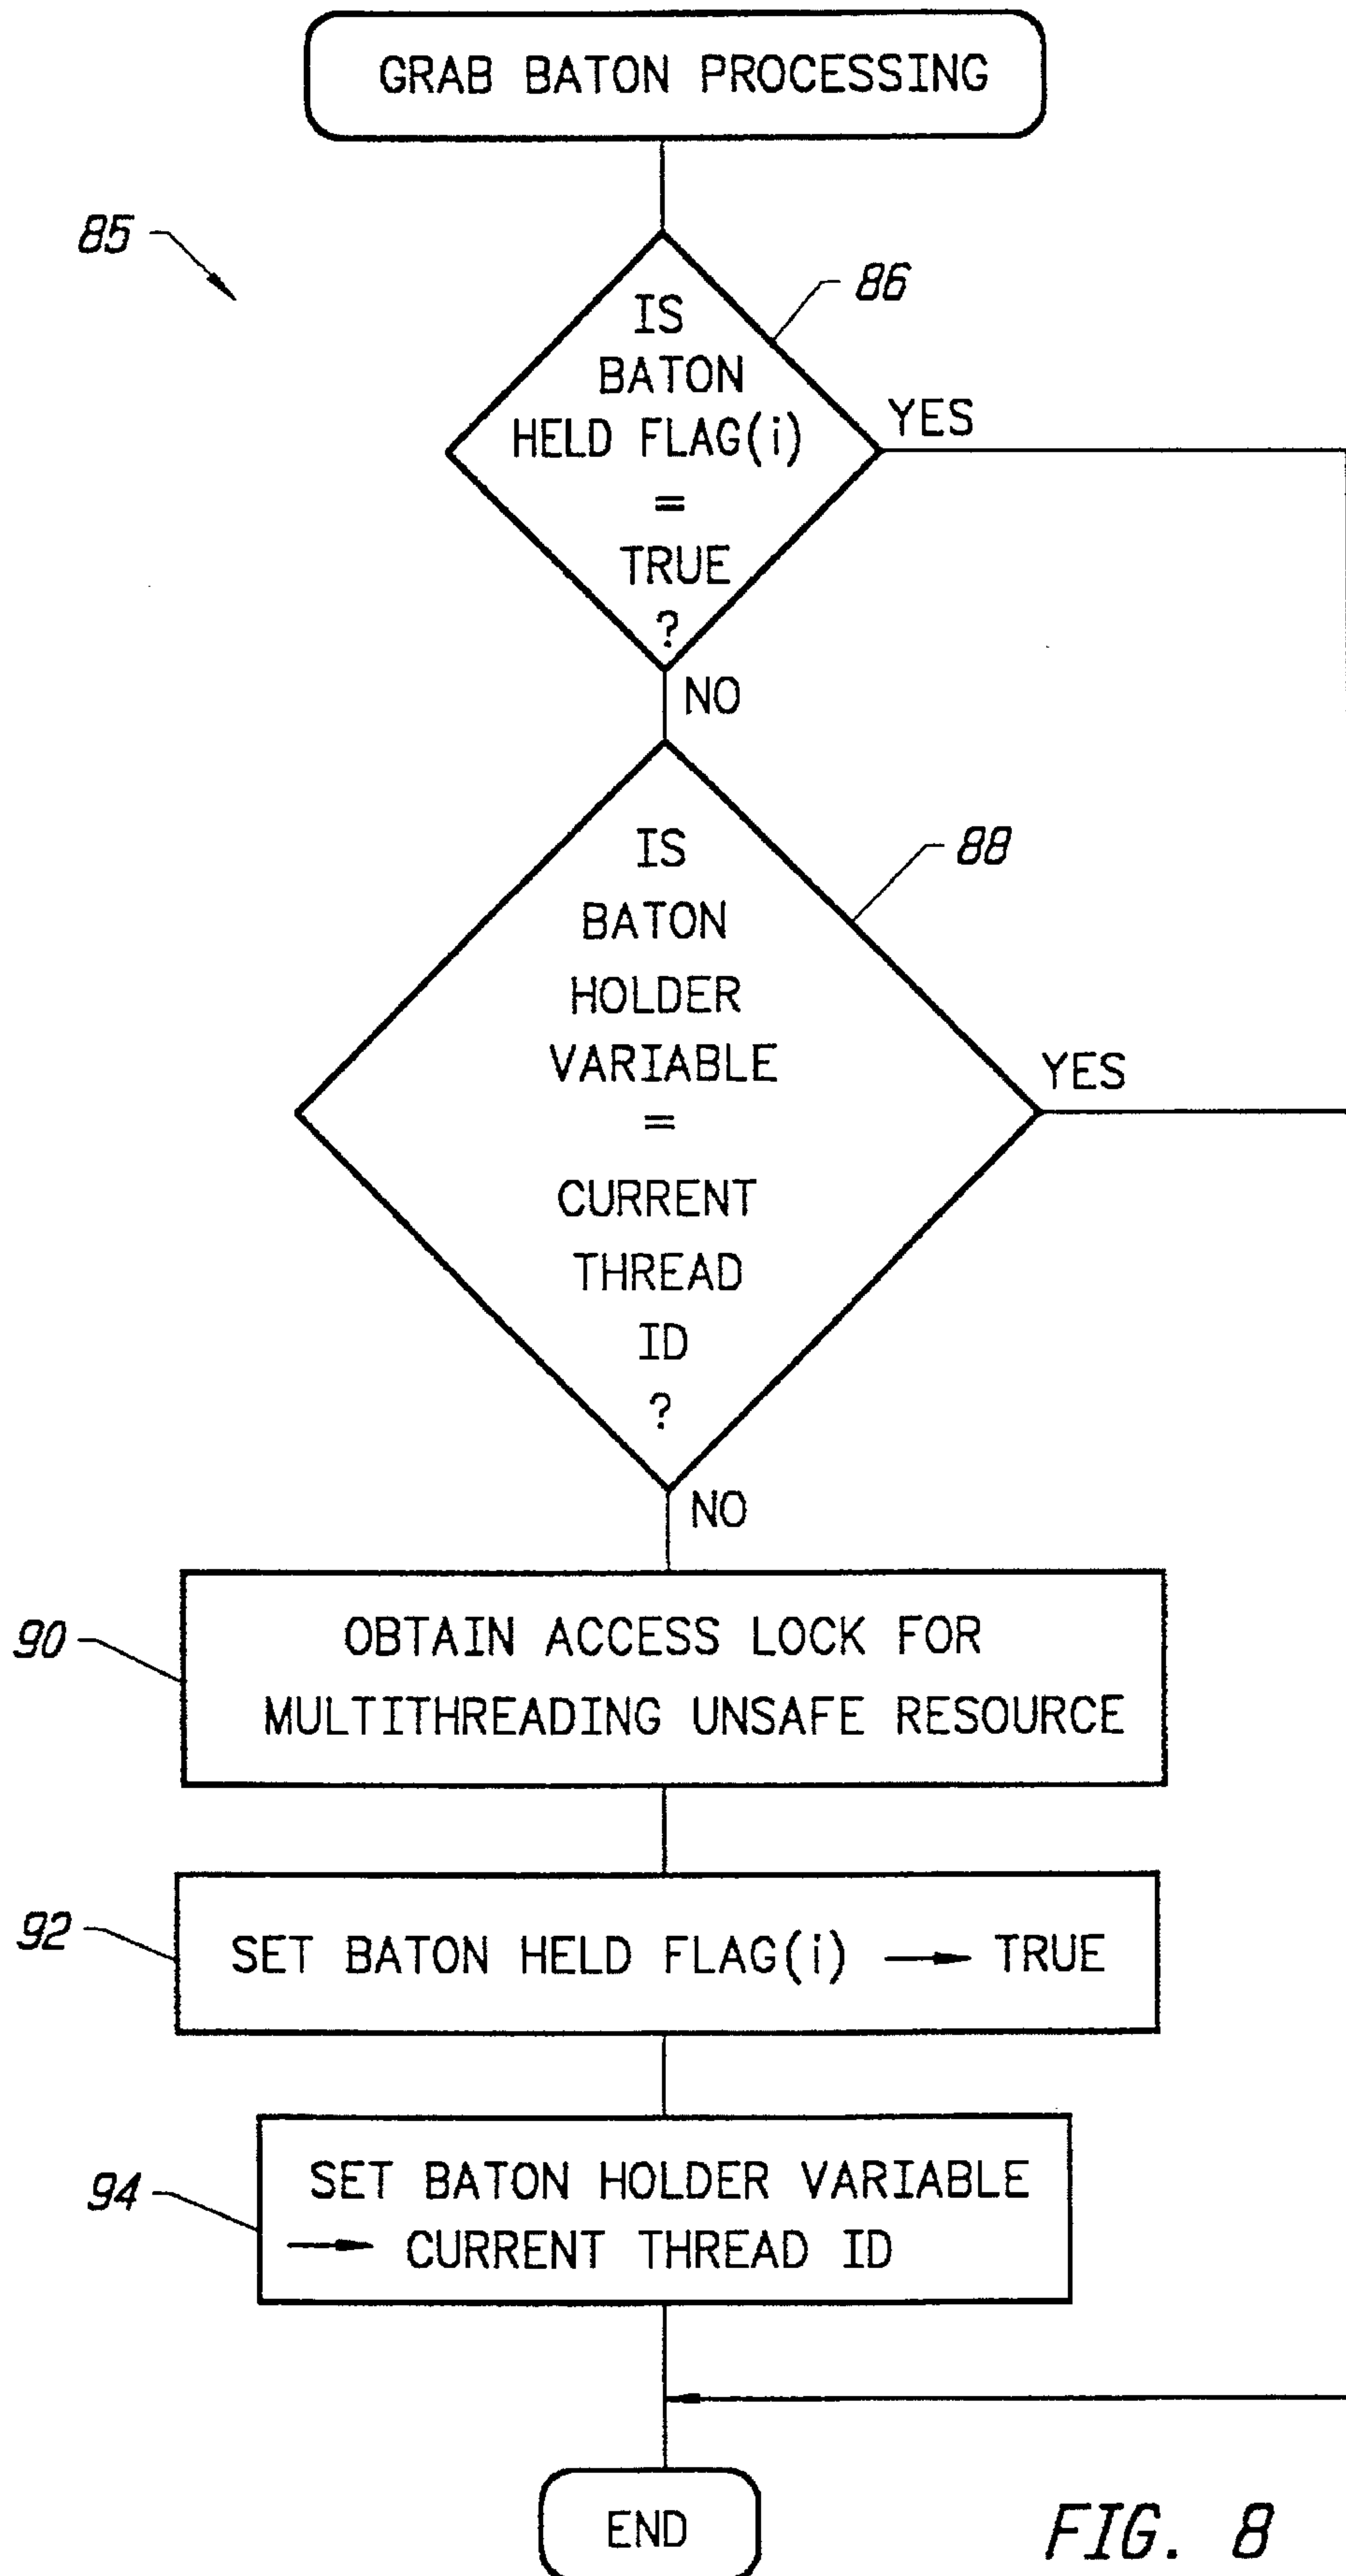 GRAB BATON PROCESSING
85
86
IS
BATON
HELD FLAG(i)
=
TRUE
?
YES
NO
88
IS
BATON
HOLDER
VARIABLE
=
CURRENT
THREAD
ID
?
YES
NO
90
OBTAIN ACCESS LOCK FOR
MULTITHREADING UNSAFE RESOURCE
92
SET BATON HELD FLAG(i) → TRUE
94
SET BATON HOLDER VARIABLE
→ CURRENT THREAD ID
END
FIG. 8